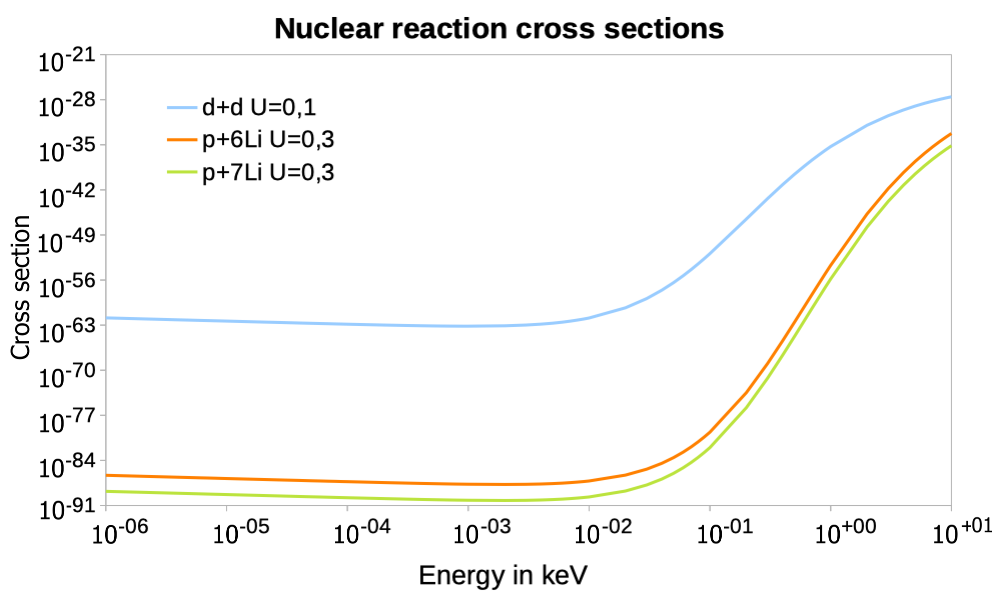 Nuclear reaction cross sections
10-21
10-28
10-35
10-42
10-49
10-56
10-63
10-70
10-77
10-84
10-91
Cross section
d+d U=0,1
p+6Li U=0,3
p+7Li U=0,3
10-06 10-05 10-04 10-03 10-02 10-01 10+00 10+01
Energy in keV